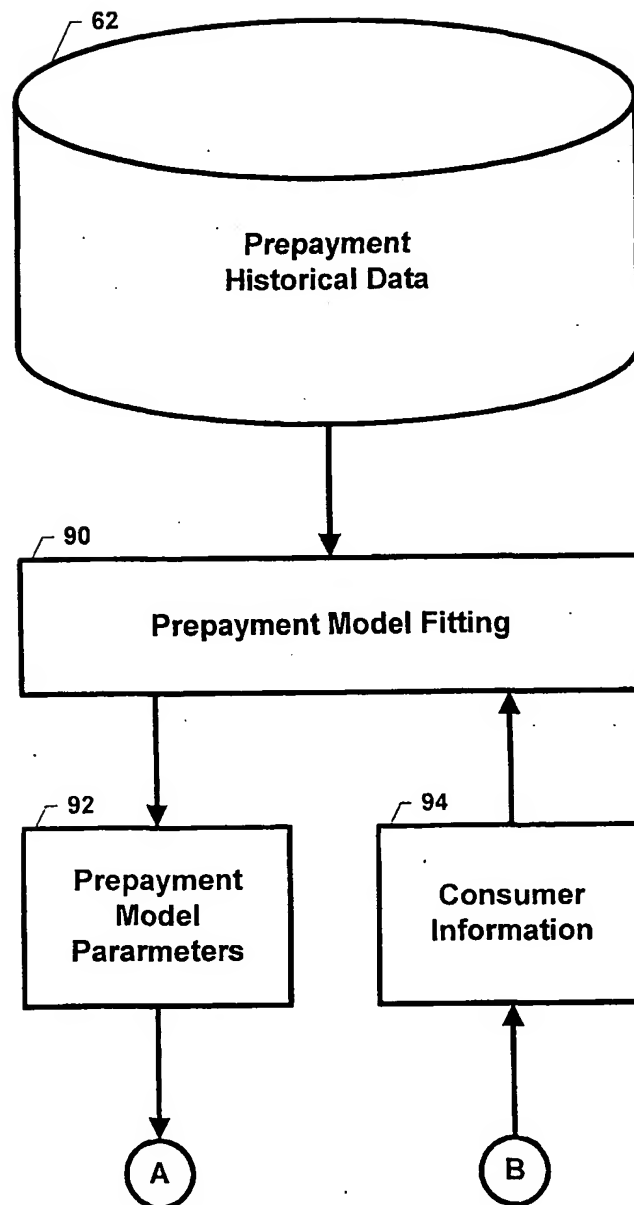 62
Prepayment
Historical Data
90
Prepayment Model Fitting
92
Prepayment
Model
Pararmeters
94
Consumer
Information
A
B